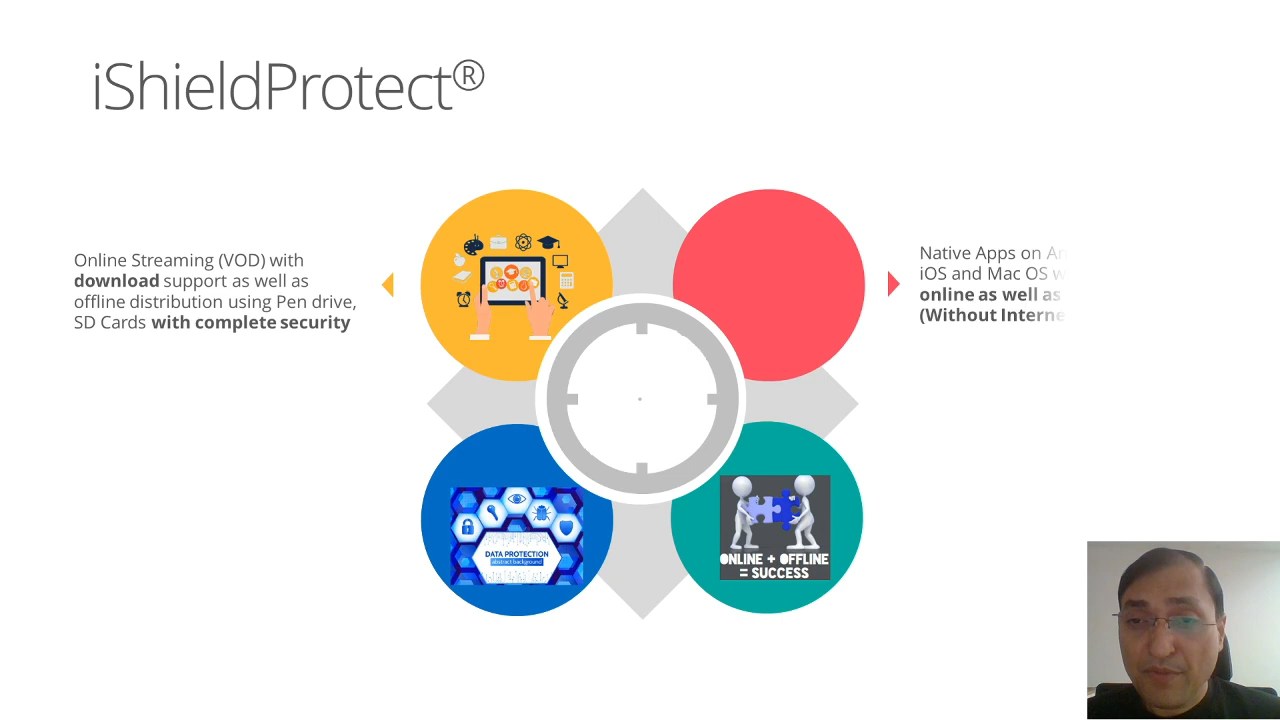 iShieldProtect®
Online Streaming (VOD) with
download support as well as
offline distribution using Pen drive,
SD Cards with complete security
Native Apps on
iOS and Mac OS
online as well as
(Without
DATA PROTECTION
abstract background
ONLINE + OFFLINE
= SUCCESS